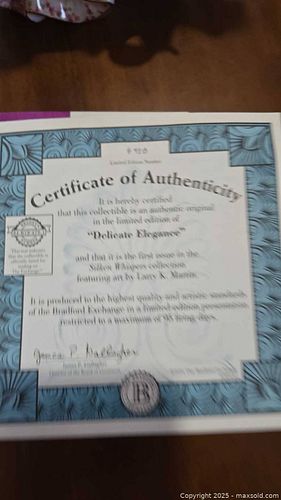 Limited Edition Number
Certificate of Authenticity
It is hereby certified
that this collectible is an authentic original
in the limited edition of
"Delicate Elegance"
and that it is the first issue in the
Silken Whispers collection
featuring art by Larry K. Martin.
It is produced to the highest quality and artistic standards
of the Bradford Exchange in a limited edition presentation
restricted to a maximum of 95 firing days.
Copyright 2025 - maxsold.com